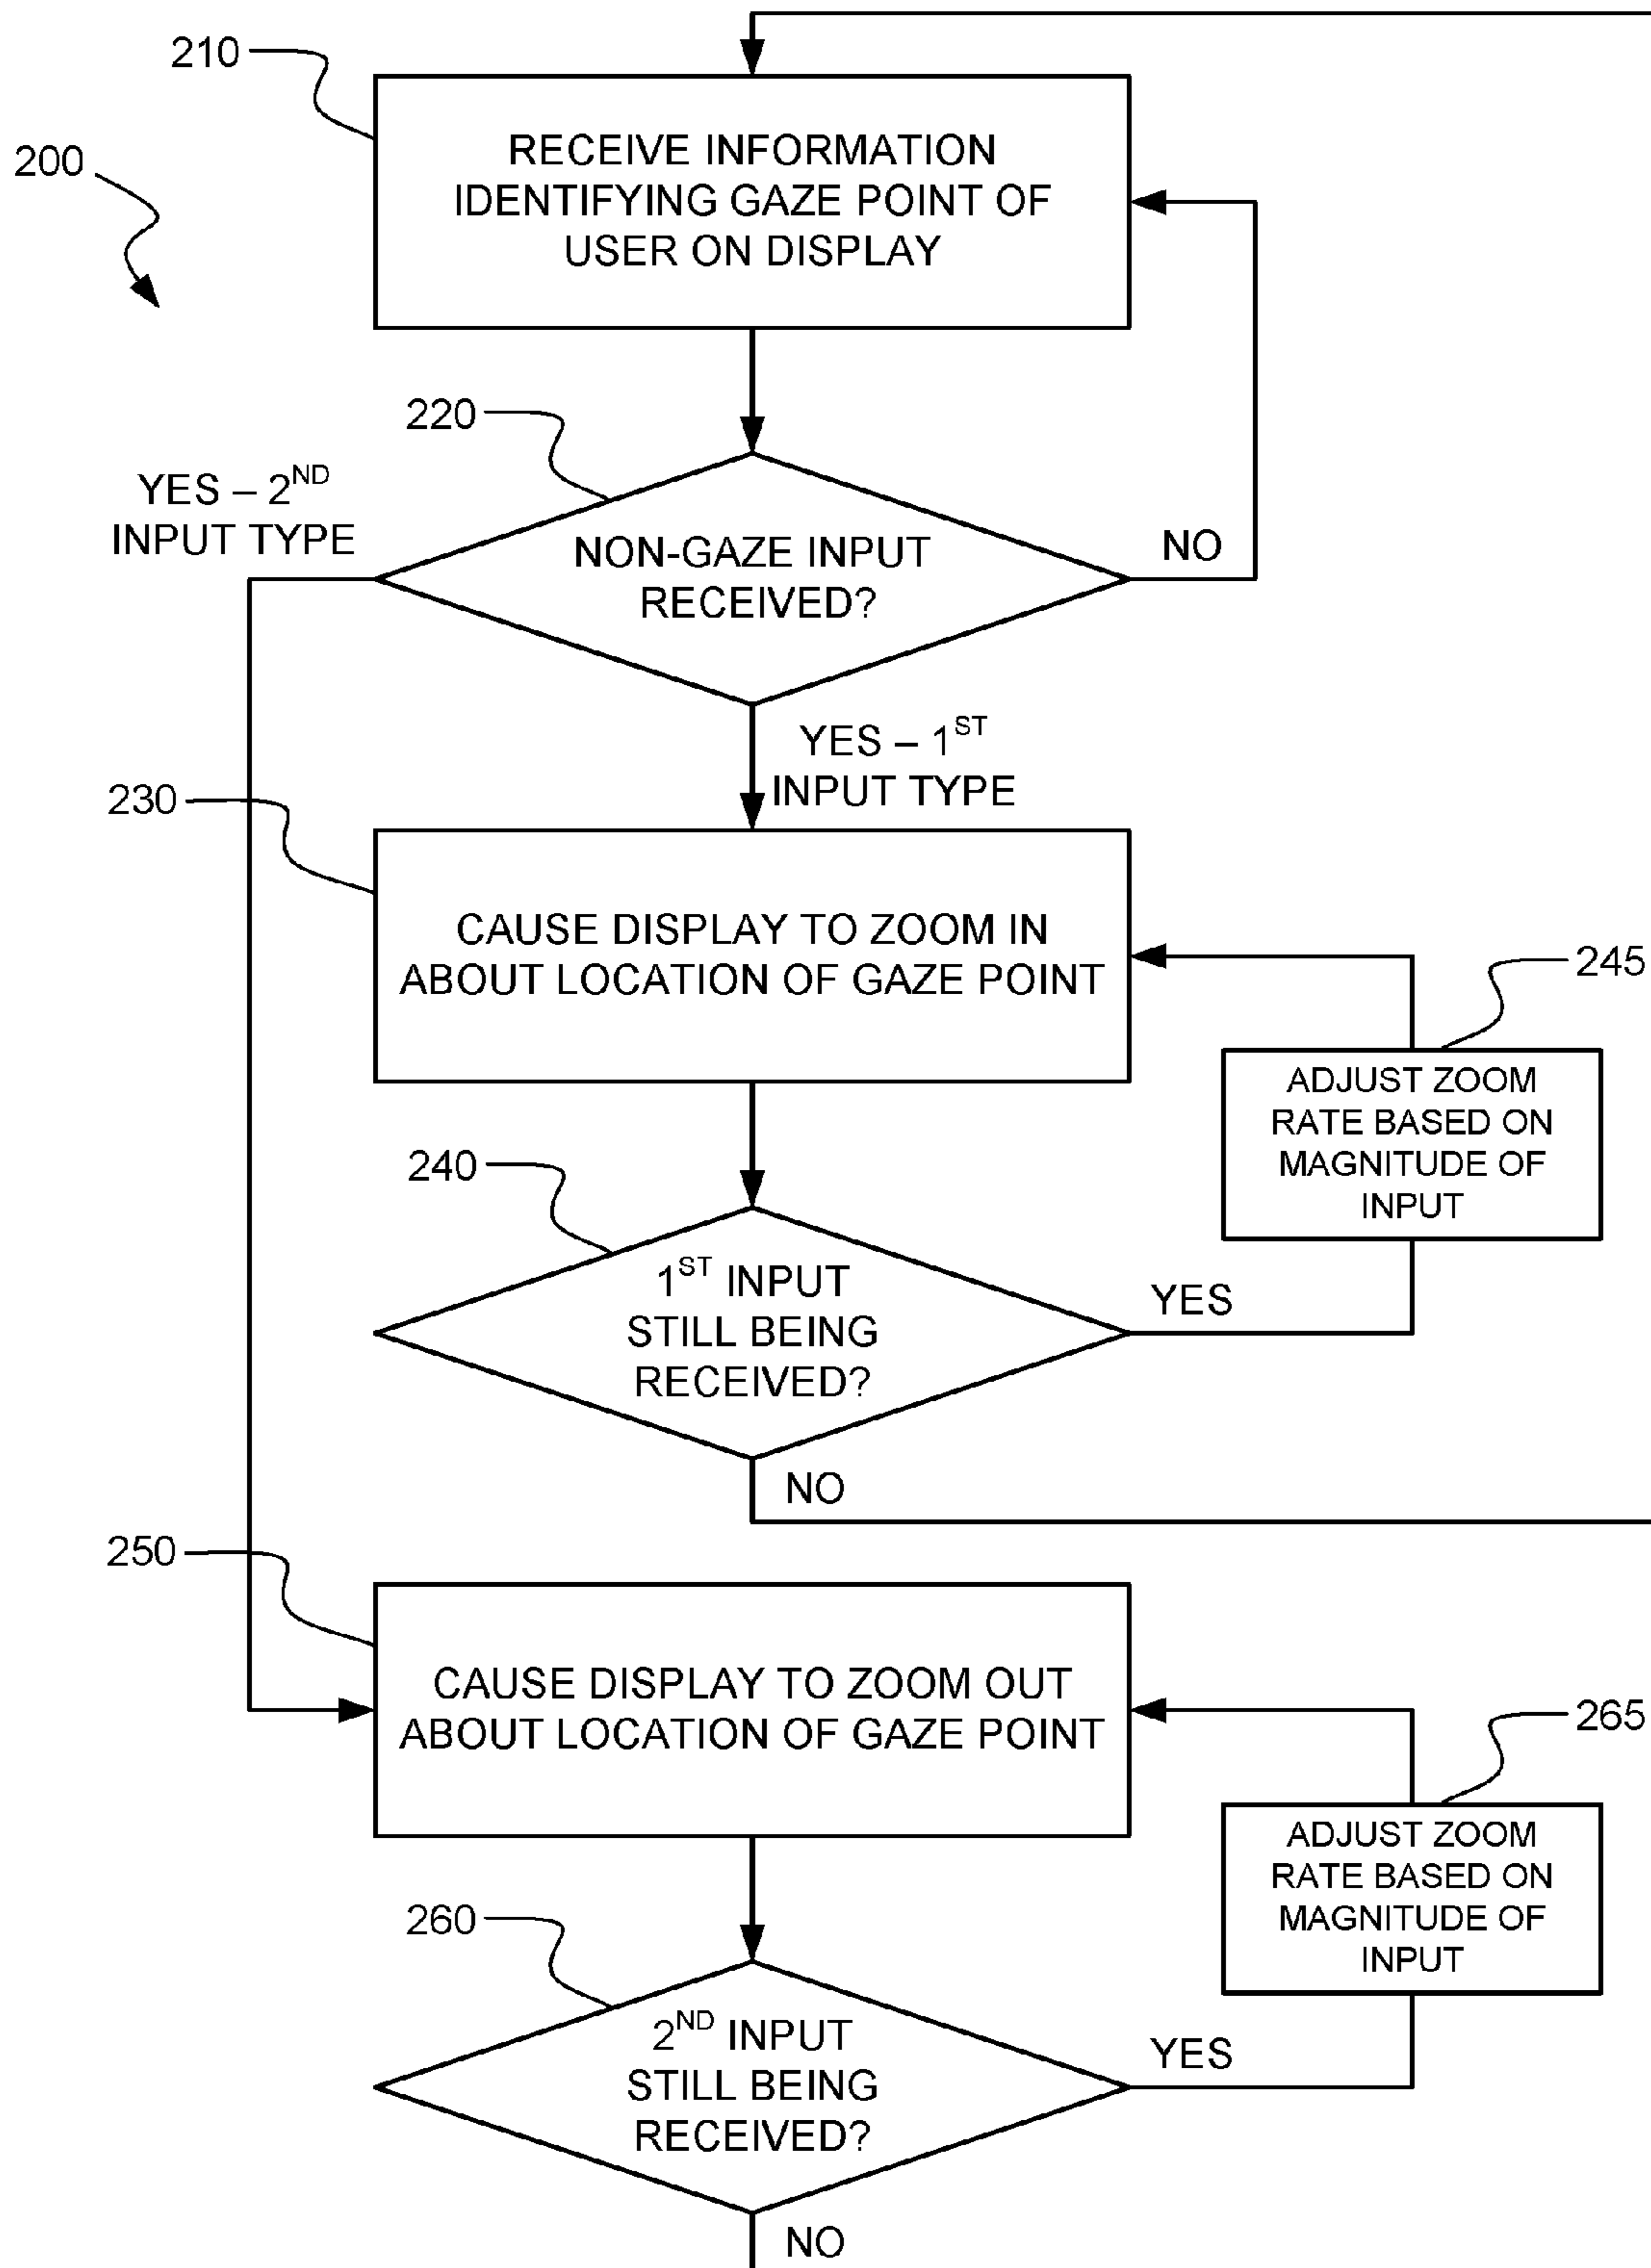 210
200
RECEIVE INFORMATION
IDENTIFYING GAZE POINT OF
USER ON DISPLAY
220
YES – 2ND
INPUT TYPE
NON-GAZE INPUT
RECEIVED?
NO
YES – 1ST
INPUT TYPE
230
CAUSE DISPLAY TO ZOOM IN
ABOUT LOCATION OF GAZE POINT
245
ADJUST ZOOM
RATE BASED ON
MAGNITUDE OF
INPUT
240
1ST INPUT
STILL BEING
RECEIVED?
YES
NO
250
CAUSE DISPLAY TO ZOOM OUT
ABOUT LOCATION OF GAZE POINT
265
ADJUST ZOOM
RATE BASED ON
MAGNITUDE OF
INPUT
260
2ND INPUT
STILL BEING
RECEIVED?
YES
NO